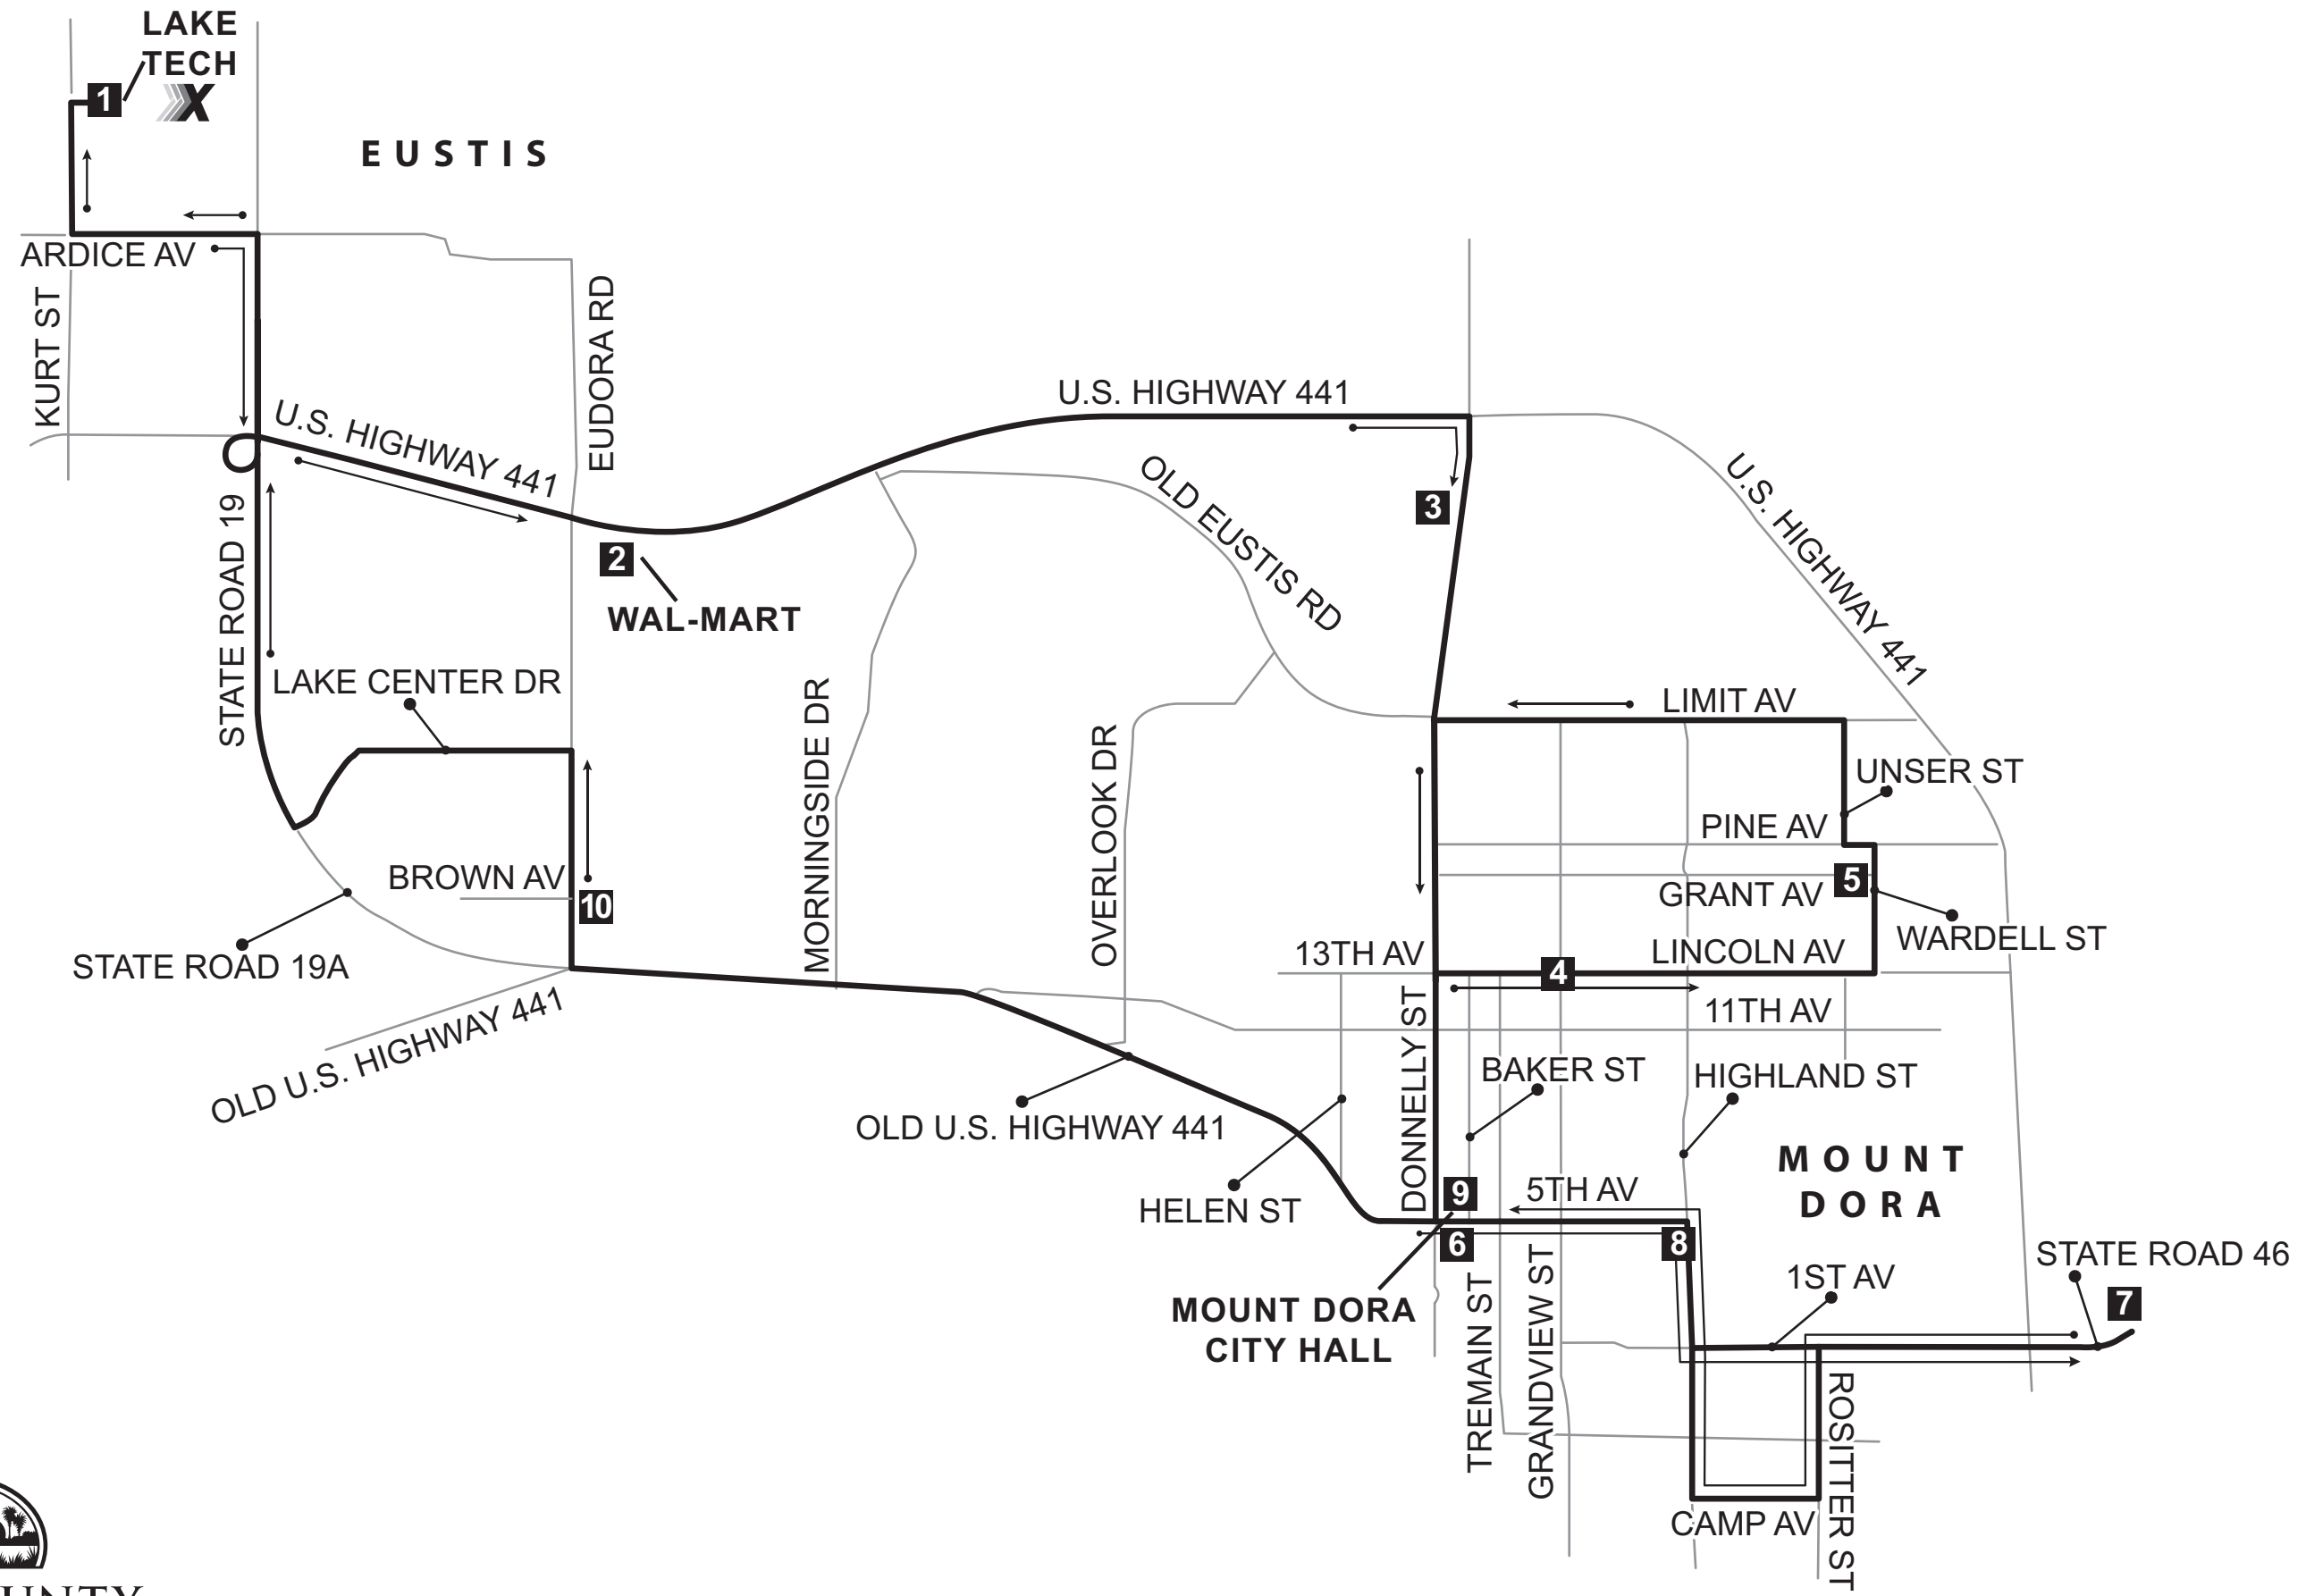 LAKE
TECH
1
X
EUSTIS
ARDICE AV
KURT ST
EUDORA RD
U.S. HIGHWAY 441
U.S. HIGHWAY 441
U.S. HIGHWAY 441
OLD EUSTIS RD
3
2
WAL-MART
STATE ROAD 19
LAKE CENTER DR
MORNINGSIDE DR
OVERLOOK DR
LIMIT AV
UNSER ST
PINE AV
5
GRANT AV
WARDELL ST
BROWN AV
10
STATE ROAD 19A
13TH AV
4
LINCOLN AV
11TH AV
OLD U.S. HIGHWAY 441
OLD U.S. HIGHWAY 441
DONNELLY ST
BAKER ST
HIGHLAND ST
HELEN ST
MOUNT
DORA
9
5TH AV
6
8
MOUNT DORA
CITY HALL
TREMAIN ST
GRANDVIEW ST
1ST AV
STATE ROAD 46
7
ROSITTER ST
CAMP AV